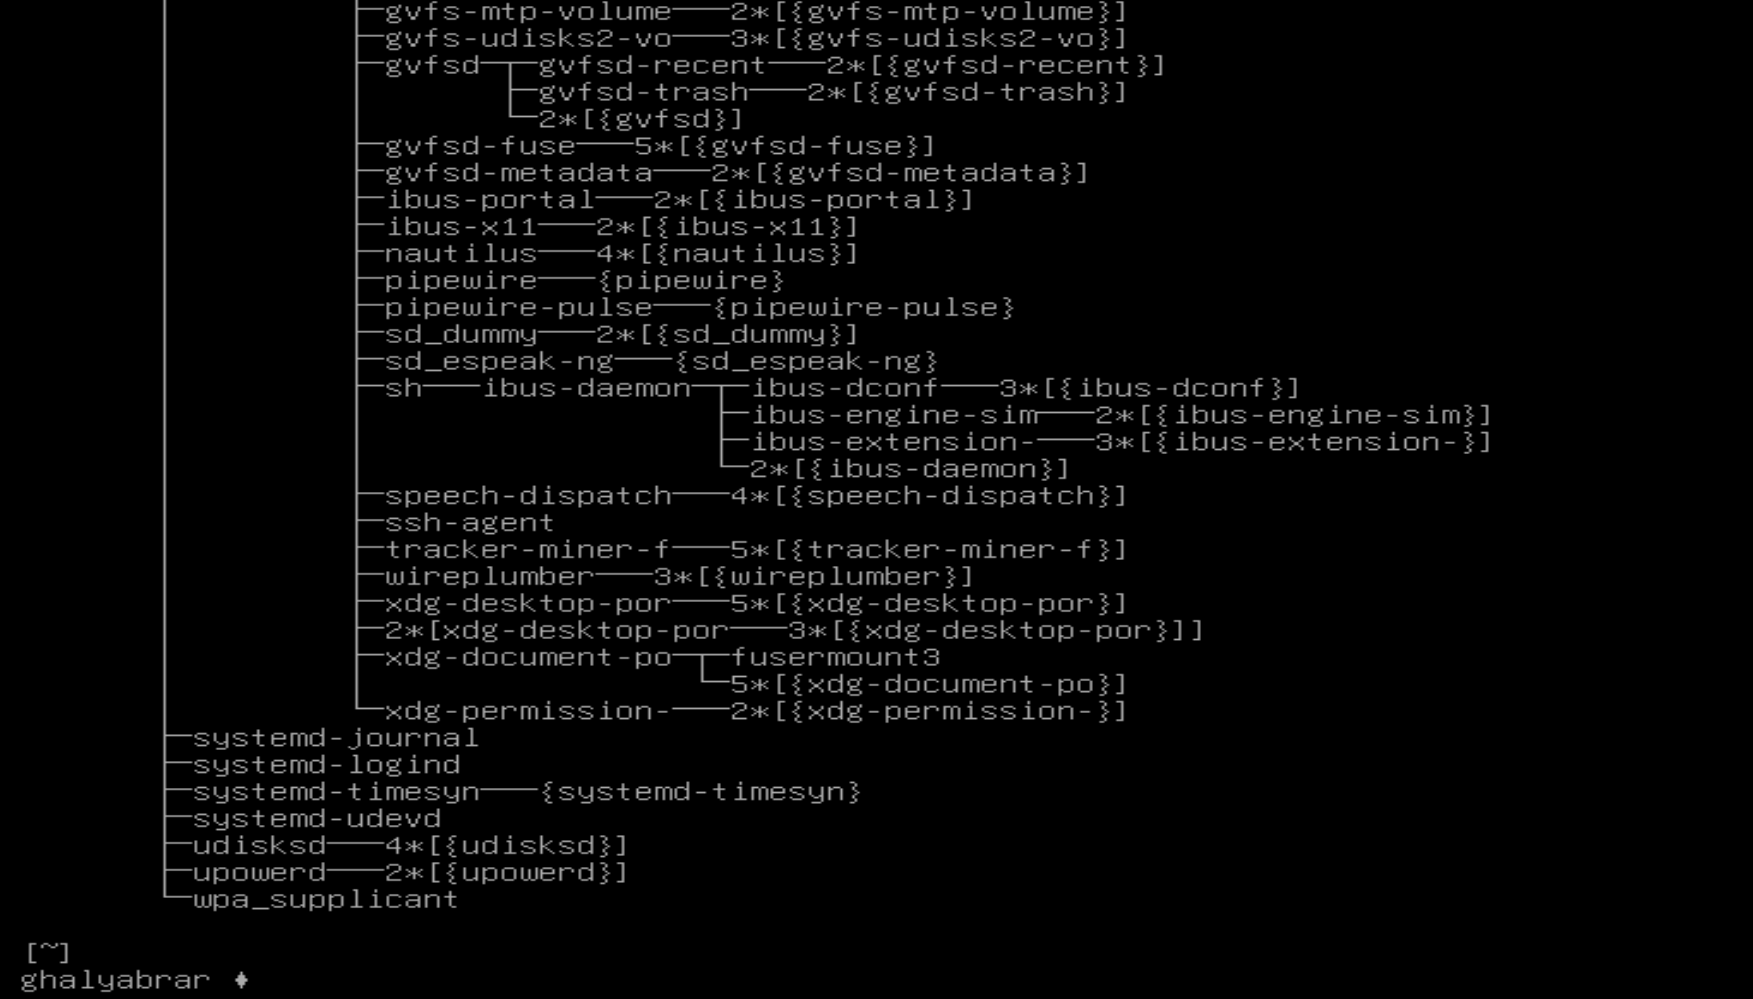 ├─gvfs-mtp-volume───2*[{gvfs-mtp-volume}]
├─gvfs-udisks2-vo───3*[{gvfs-udisks2-vo}]
├─gvfsd─┬─gvfsd-recent───2*[{gvfsd-recent}]
├─gvfsd-trash───2*[{gvfsd-trash}]
└─2*[{gvfsd}]
├─gvfsd-fuse───5*[{gvfsd-fuse}]
├─gvfsd-metadata───2*[{gvfsd-metadata}]
├─ibus-portal───2*[{ibus-portal}]
├─ibus-x11───2*[{ibus-x11}]
├─nautilus───4*[{nautilus}]
├─pipewire───{pipewire}
├─pipewire-pulse───{pipewire-pulse}
├─sd_dummy───2*[{sd_dummy}]
├─sd_espeak-ng───{sd_espeak-ng}
├─sh───ibus-daemon─┬─ibus-dconf───3*[{ibus-dconf}]
├─ibus-engine-sim───2*[{ibus-engine-sim}]
├─ibus-extension-───3*[{ibus-extension-}]
└─2*[{ibus-daemon}]
├─speech-dispatch───4*[{speech-dispatch}]
├─ssh-agent
├─tracker-miner-f───5*[{tracker-miner-f}]
├─wireplumber───3*[{wireplumber}]
├─xdg-desktop-por───5*[{xdg-desktop-por}]
├─2*[xdg-desktop-por───3*[{xdg-desktop-por}]]
├─xdg-document-po─┬─fusermount3
└─5*[{xdg-document-po}]
└─xdg-permission-───2*[{xdg-permission-}]
├─systemd-journal
├─systemd-logind
├─systemd-timesyn───{systemd-timesyn}
├─systemd-udevd
├─udisksd───4*[{udisksd}]
├─upowerd───2*[{upowerd}]
└─wpa_supplicant
[~]
ghalyabrar ♦